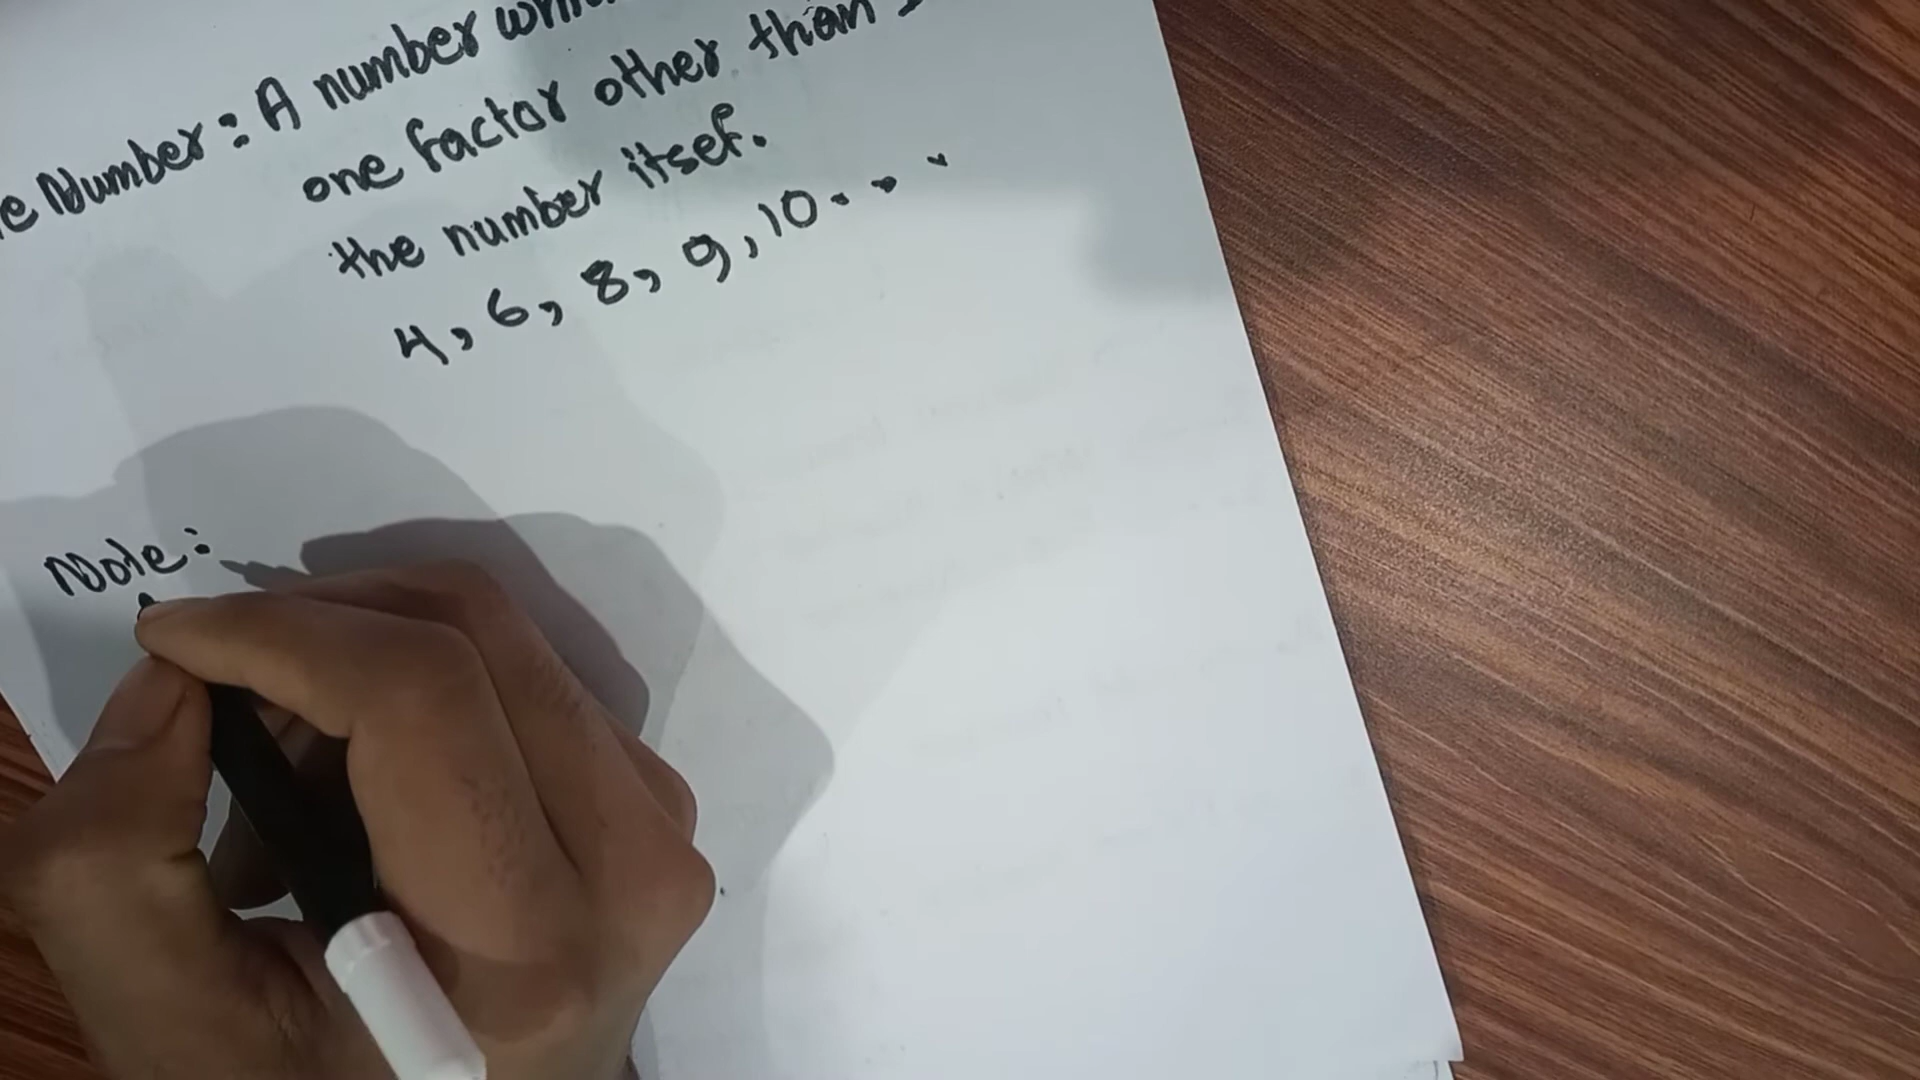 e Number: A number
one factor other than
the number itsef.
4, 6, 8, 9, 10....
Note: